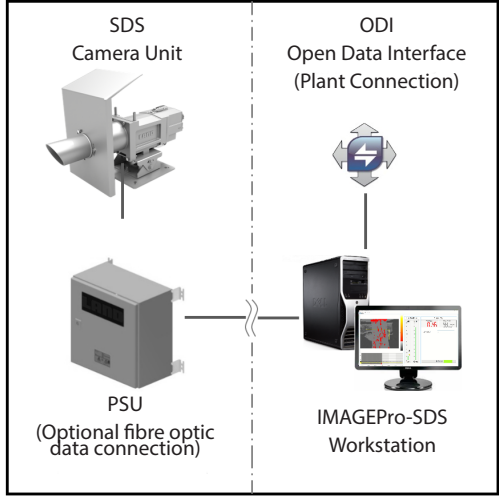 SDS
Camera Unit
ODI
Open Data Interface
(Plant Connection)
PSU
(Optional fibre optic
data connection)
IMAGEPro-SDS
Workstation